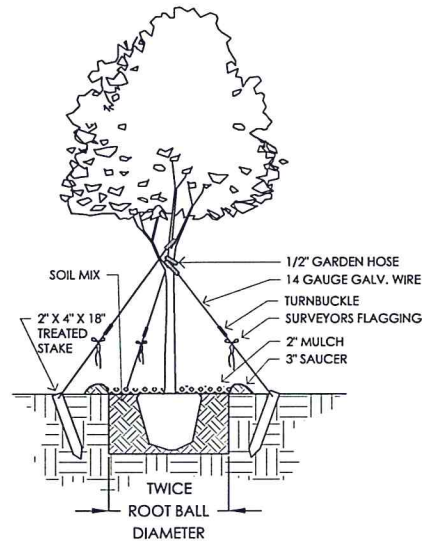 1/2" GARDEN HOSE
SOIL MIX
14 GAUGE GALV. WIRE
TURNBUCKLE
2" X 4" X 18"
TREATED
STAKE
SURVEYORS FLAGGING
2" MULCH
3" SAUCER
TWICE
ROOT BALL
DIAMETER